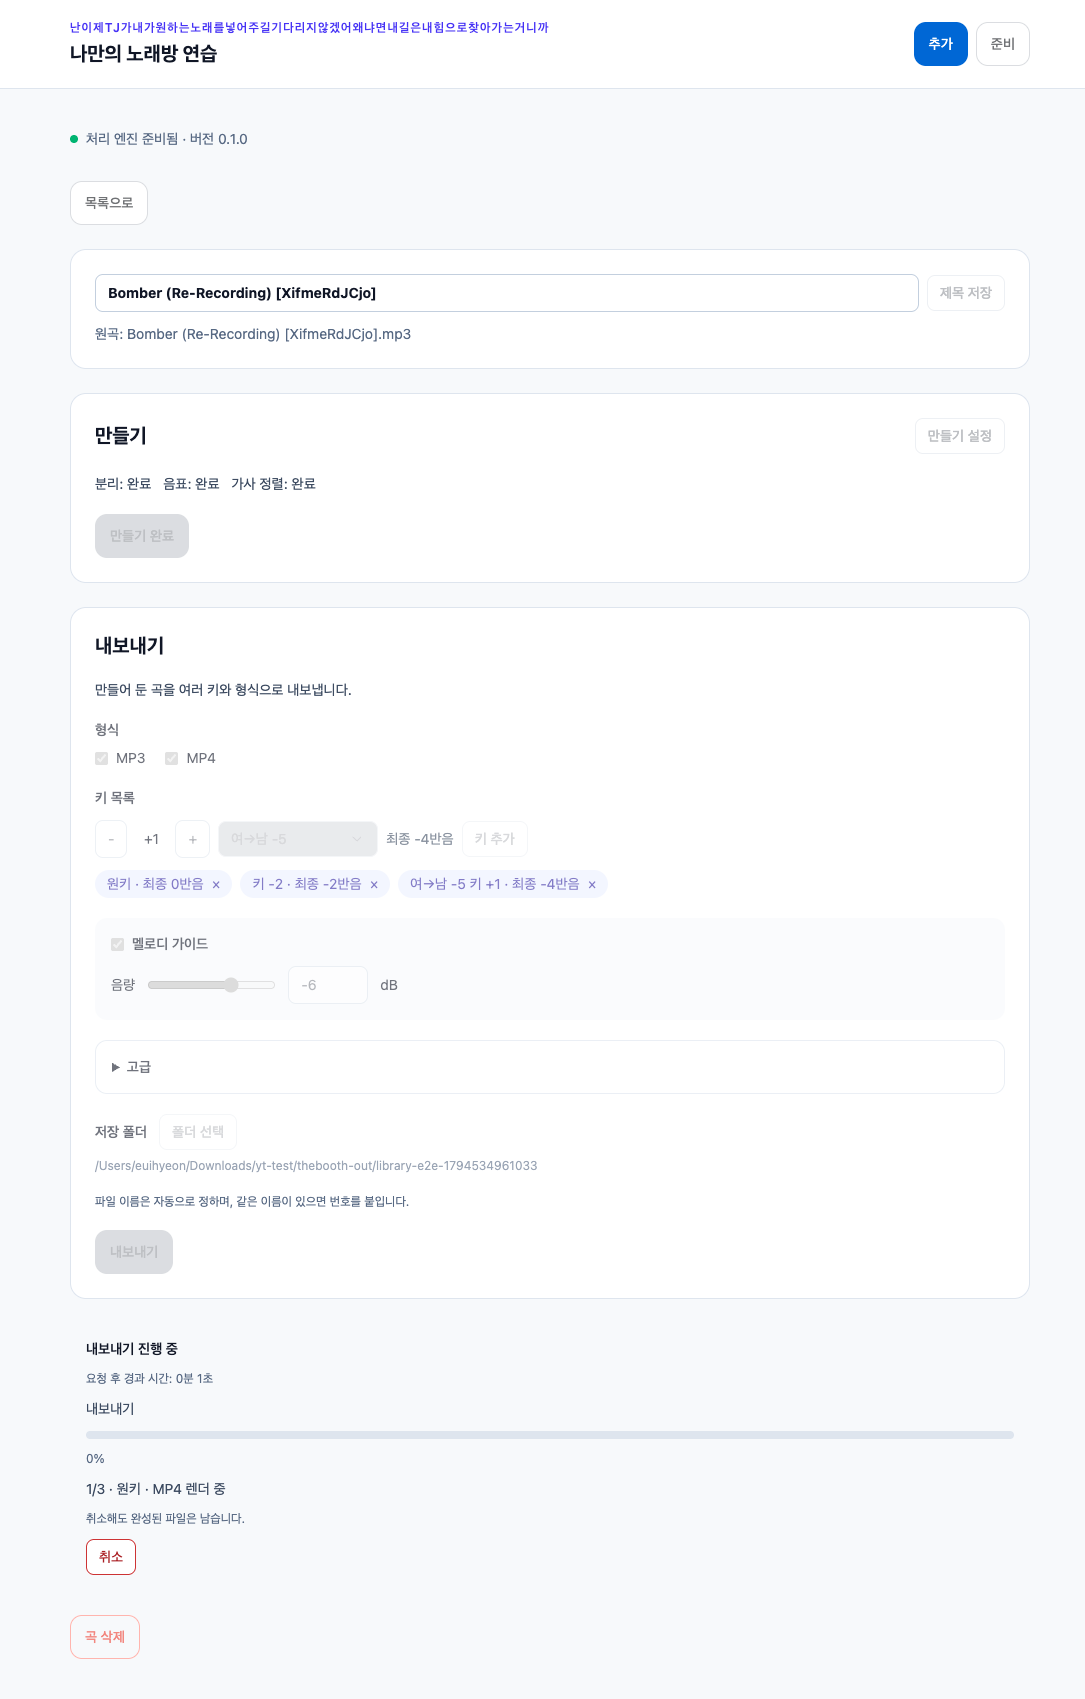 난이제TJ가내가원하는노래를넣어주길기다리지않겠어왜냐면내길은내힘으로찾아가는거니까
나만의 노래방 연습
추가
준비
처리 엔진 준비됨 · 버전 0.1.0
목록으로
Bomber (Re-Recording) [XifmeRdJCjo]
제목 저장
원곡: Bomber (Re-Recording) [XifmeRdJCjo].mp3
만들기
만들기 설정
분리: 완료 음표: 완료 가사 정렬: 완료
만들기 완료
내보내기
만들어 둔 곡을 여러 키와 형식으로 내보냅니다.
형식
MP3 MP4
키 목록
- +1 + 여→남 -5 최종 -4반음 키 추가
원키 · 최종 0반음 × 키 -2 · 최종 -2반음 × 여→남 -5 키 +1 · 최종 -4반음 ×
멜로디 가이드
음량 -6 dB
고급
저장 폴더 폴더 선택
/Users/euihyeon/Downloads/yt-test/thebooth-out/library-e2e-1794534961033
파일 이름은 자동으로 정하며, 같은 이름이 있으면 번호를 붙입니다.
내보내기
내보내기 진행 중
요청 후 경과 시간: 0분 1초
내보내기
0%
1/3 · 원키 · MP4 렌더 중
취소해도 완성된 파일은 남습니다.
취소
곡 삭제